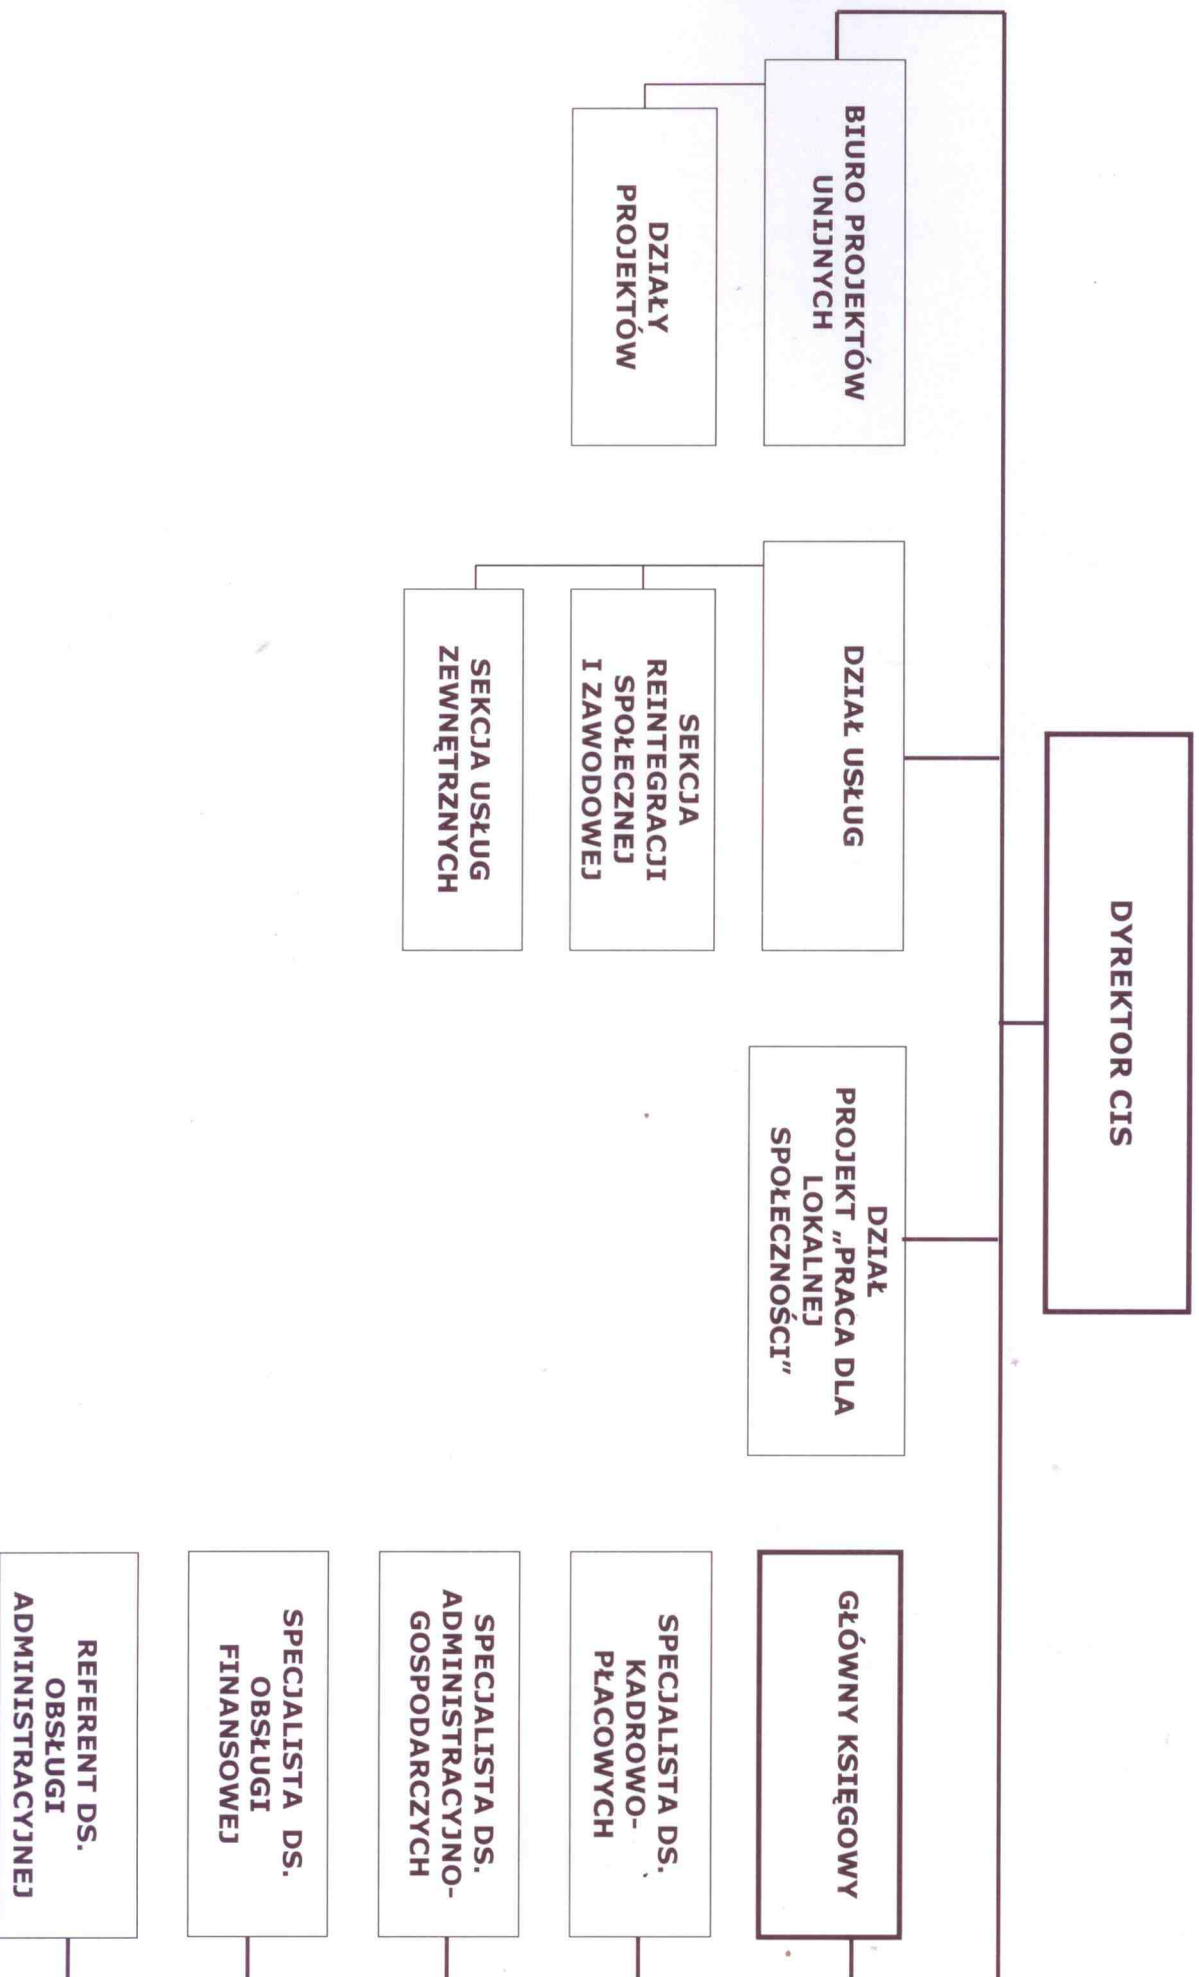 DYREKTOR CIS
BIURO PROJEKTÓW
UNIJNYCH
DZIAŁY
PROJEKTÓW
DZIAŁ USŁUG
SEKCJA
REINTEGRACJI
SPOŁECZNEJ
I ZAWODOWEJ
SEKCJA USŁUG
ZEWNĘTRZNYCH
DZIAŁ
PROJEKT „PRACA DLA
LOKALNEJ
SPOŁECZNOŚCI"
GŁÓWNY KSIĘGOWY
SPECJALISTA DS.
KADROWO-
PŁACOWYCH
SPECJALISTA DS.
ADMINISTRACYJNO-
GOSPODARCZYCH
SPECJALISTA DS.
OBSŁUGI
FINANSOWEJ
REFERENT DS.
OBSŁUGI
ADMINISTRACYJNEJ